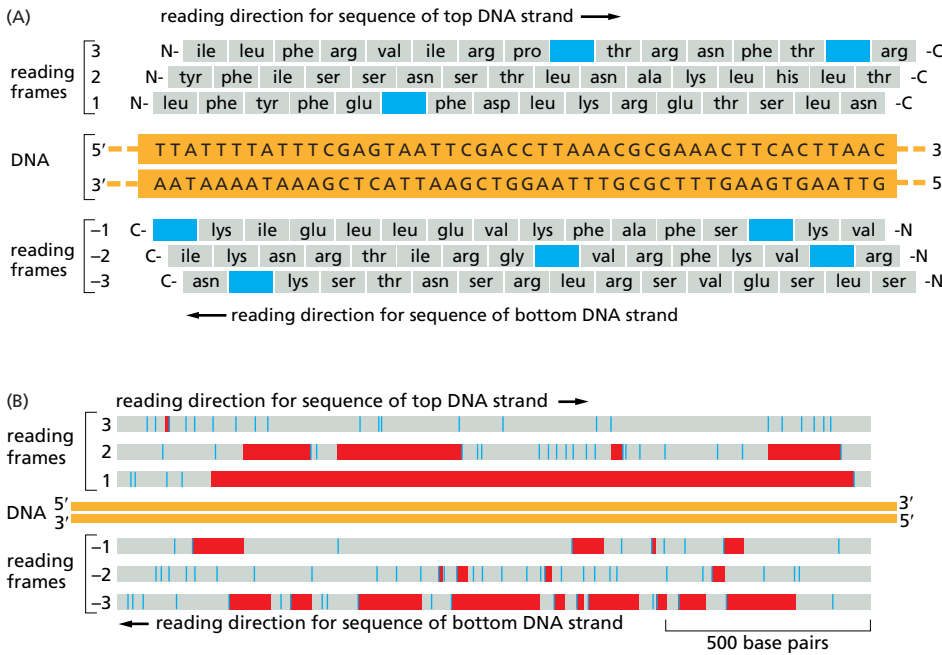 (A)
reading direction for sequence of top DNA strand
reading frames
3 N- ile leu phe arg val ile arg pro thr arg asn phe thr arg -C
2 N- tyr phe ile ser ser asn ser thr leu asn ala lys leu his leu thr -C
1 N- leu phe tyr phe glu phe asp leu lys arg glu thr ser leu asn -C
DNA
5′ TTATTTTATTTCGAGTAATTCGACCTTAAACGCGAAACTTCACTTAAC 3
3′ AATAAAATAAAGCTCATTAAGCTGGAATTTGCGCTTTGAAGTGAATTG 5
reading frames
–1 C- lys ile glu leu leu glu val lys phe ala phe ser lys val -N
–2 C- ile lys asn arg thr ile arg gly val arg phe lys val arg -N
–3 C- asn lys ser thr asn ser arg leu arg ser val glu ser leu ser -N
reading direction for sequence of bottom DNA strand
(B)
reading direction for sequence of top DNA strand
reading frames
3
2
1
DNA
5′ 3′
3′ 5′
reading frames
–1
–2
–3
reading direction for sequence of bottom DNA strand
500 base pairs